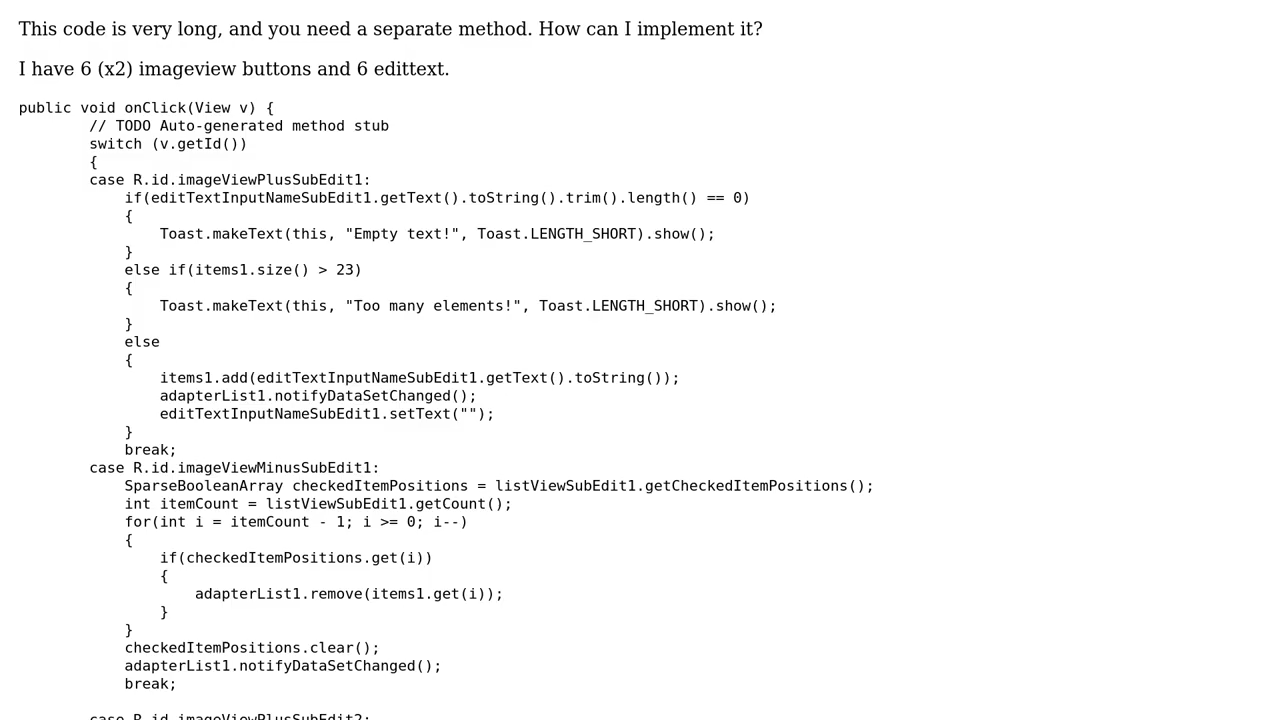 This code is very long, and you need a separate method. How can I implement it?
I have 6 (x2) imageview buttons and 6 edittext.
public void onClick(View v) {
        // TODO Auto-generated method stub
        switch (v.getId())
        {
        case R.id.imageViewPlusSubEdit1:
            if(editTextInputNameSubEdit1.getText().toString().trim().length() == 0)
            {
                Toast.makeText(this, "Empty text!", Toast.LENGTH_SHORT).show();
            }
            else if(items1.size() > 23)
            {
                Toast.makeText(this, "Too many elements!", Toast.LENGTH_SHORT).show();
            }
            else
            {
                items1.add(editTextInputNameSubEdit1.getText().toString());
                adapterList1.notifyDataSetChanged();
                editTextInputNameSubEdit1.setText("");
            }
            break;
        case R.id.imageViewMinusSubEdit1:
            SparseBooleanArray checkedItemPositions = listViewSubEdit1.getCheckedItemPositions();
            int itemCount = listViewSubEdit1.getCount();
            for(int i = itemCount - 1; i >= 0; i--)
            {
                if(checkedItemPositions.get(i))
                {
                    adapterList1.remove(items1.get(i));
                }
            }
            checkedItemPositions.clear();
            adapterList1.notifyDataSetChanged();
            break;
        case R.id.imageViewPlusSubEdit2: